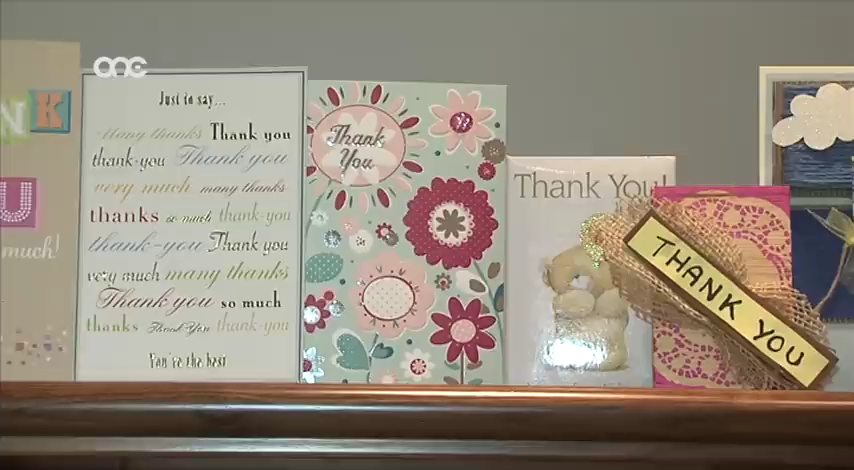 one
NK
U
much!
Just to say...
Many thanks Thank you
thank-you Thank you
very much many thanks
thanks so much thank-you
thank-you Thank you
very much many thanks
Thank you so much
thanks Thank You thank-you
You're the best
Thank
You
Thank You!
THANK YOU